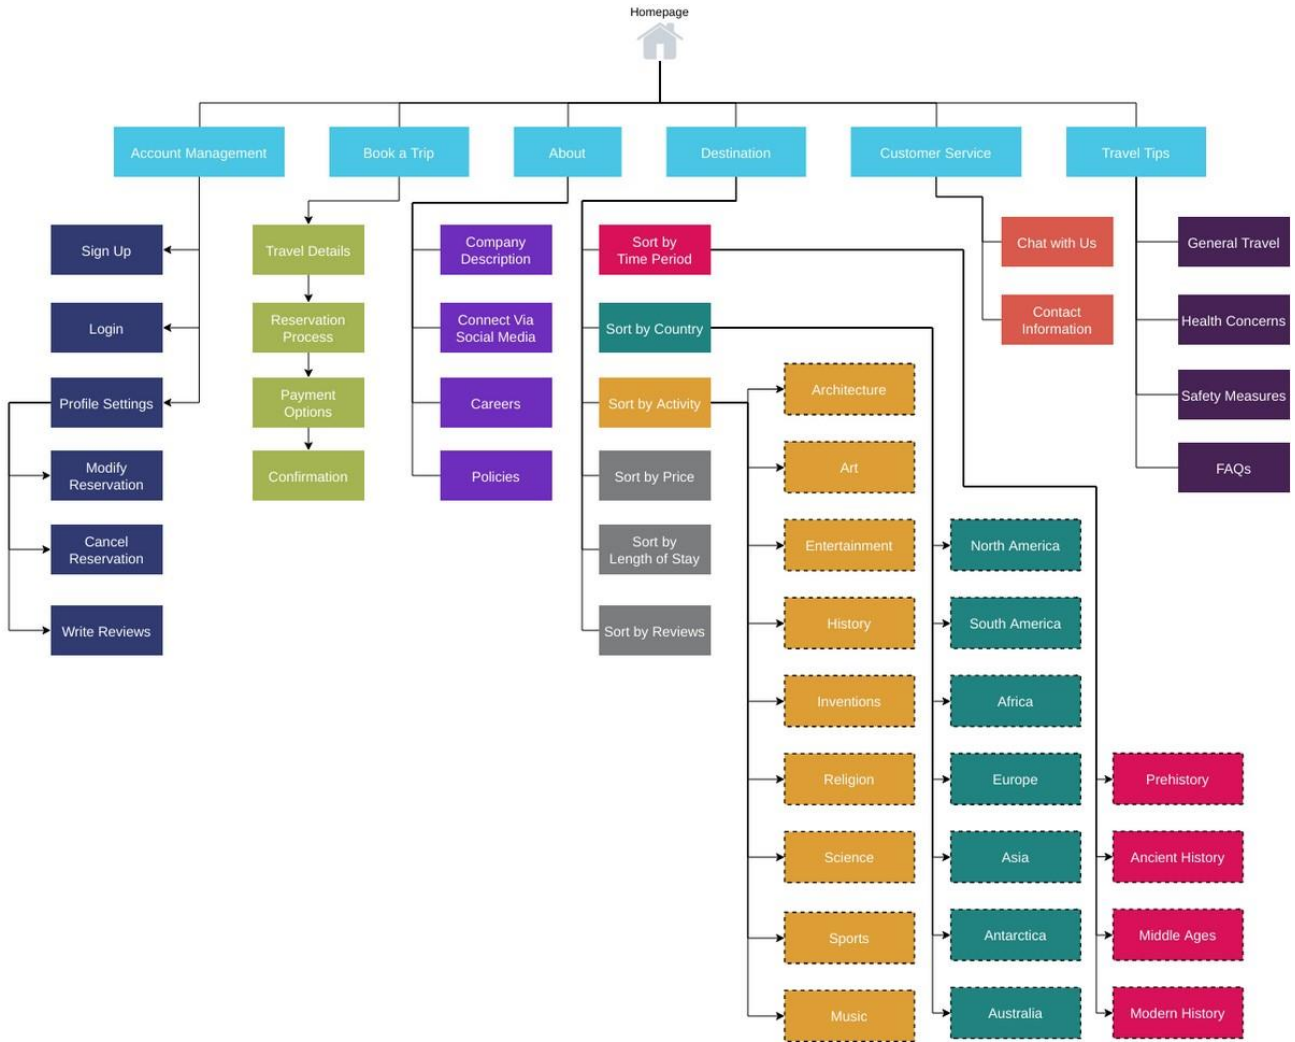 Homepage
Account Management
Book a Trip
About
Destination
Customer Service
Travel Tips
Sign Up
Login
Profile Settings
Modify
Reservation
Cancel
Reservation
Write Reviews
Travel Details
Reservation
Process
Payment
Options
Confirmation
Company
Description
Connect Via
Social Media
Careers
Policies
Sort by
Time Period
Sort by Country
Sort by Activity
Sort by Price
Sort by
Length of Stay
Sort by Reviews
Architecture
Art
Entertainment
History
Inventions
Religion
Science
Sports
Music
North America
South America
Africa
Europe
Asia
Antarctica
Australia
Prehistory
Ancient History
Middle Ages
Modern History
Chat with Us
Contact
Information
General Travel
Health Concerns
Safety Measures
FAQs